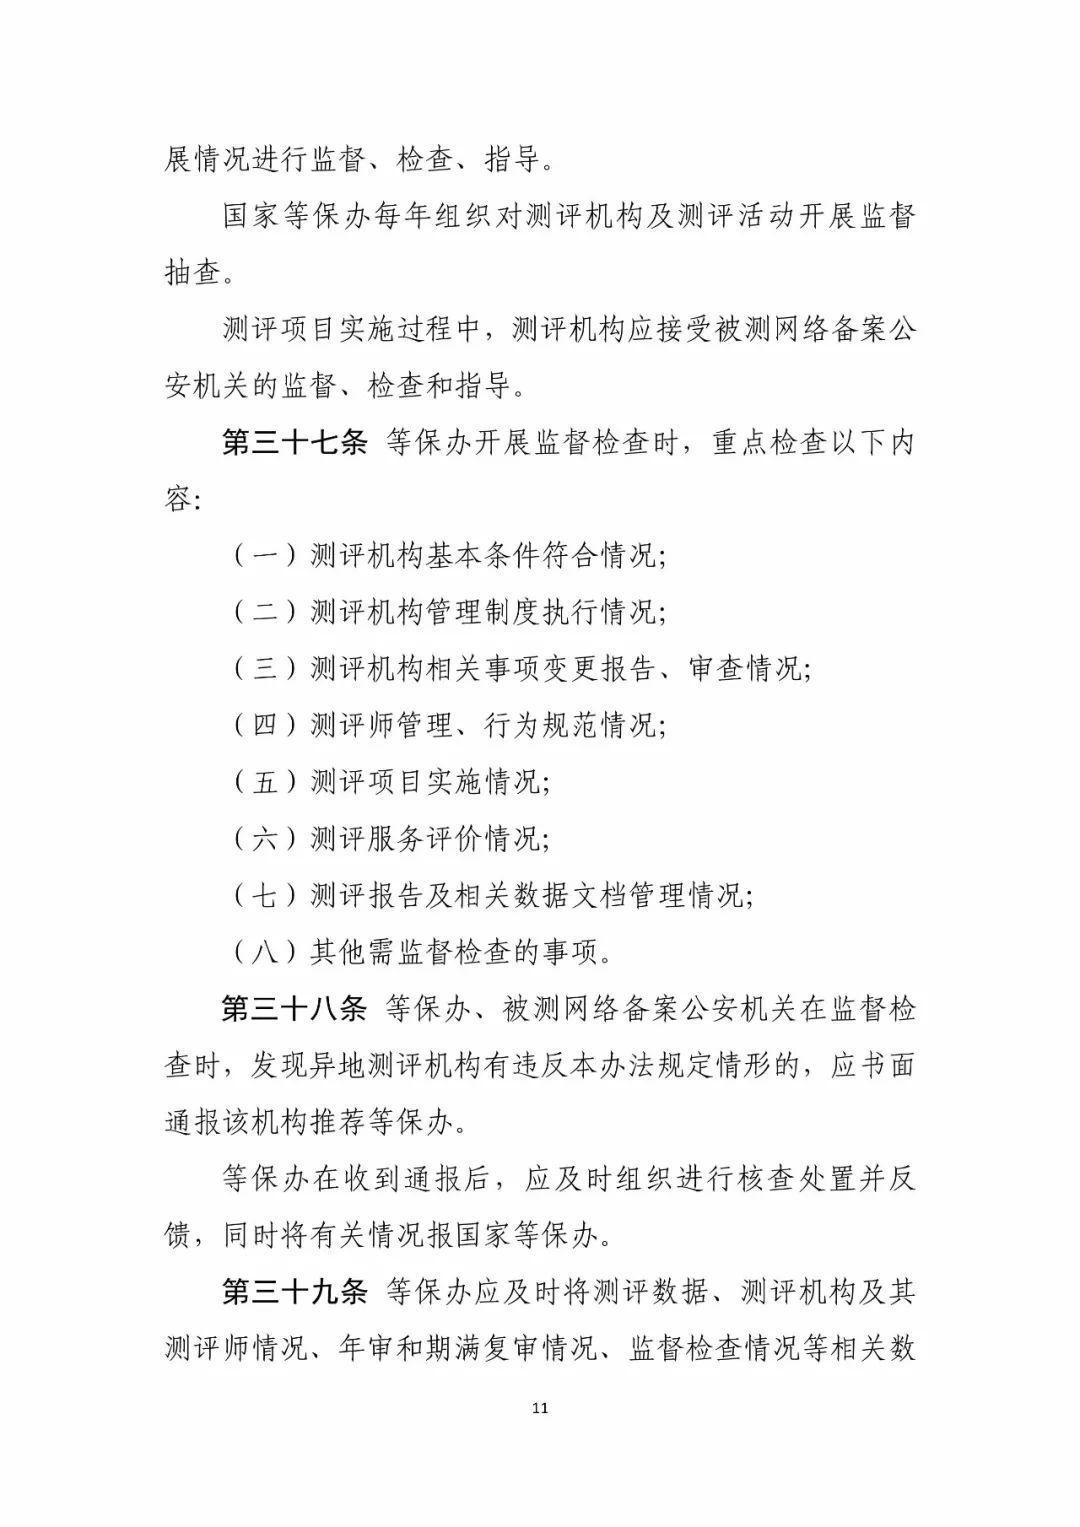 展情况进行监督、检查、指导。
国家等保办每年组织对测评机构及测评活动开展监督
抽查。
测评项目实施过程中，测评机构应接受被测网络备案公
安机关的监督、检查和指导。
第三十七条 等保办开展监督检查时，重点检查以下内
容：
（一）测评机构基本条件符合情况；
（二）测评机构管理制度执行情况；
（三）测评机构相关事项变更报告、审查情况；
（四）测评师管理、行为规范情况；
（五）测评项目实施情况；
（六）测评服务评价情况；
（七）测评报告及相关数据文档管理情况；
（八）其他需监督检查的事项。
第三十八条 等保办、被测网络备案公安机关在监督检
查时，发现异地测评机构有违反本办法规定情形的，应书面
通报该机构推荐等保办。
等保办在收到通报后，应及时组织进行核查处置并反
馈，同时将有关情况报国家等保办。
第三十九条 等保办应及时将测评数据、测评机构及其
测评师情况、年审和期满复审情况、监督检查情况等相关数
11